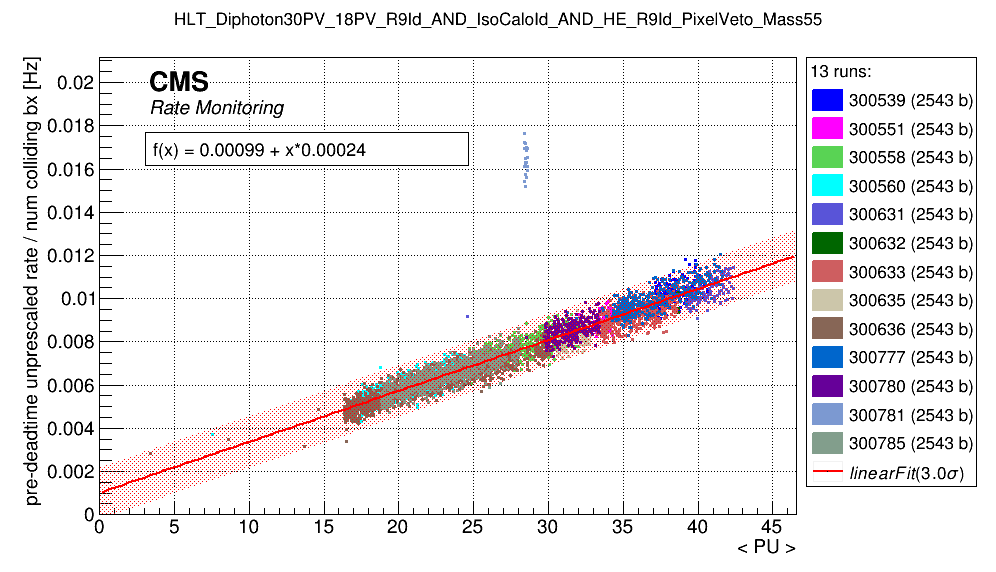 HLT_Diphoton30PV_18PV_R9Id_AND_IsoCaloId_AND_HE_R9Id_PixelVeto_Mass55
pre-deadtime unprescaled rate / num colliding bx [Hz]
CMS
Rate Monitoring
f(x) = 0.00099 + x*0.00024
0.02
0.018
0.016
0.014
0.012
0.01
0.008
0.006
0.004
0.002
0
0 5 10 15 20 25 30 35 40 45
< PU >
13 runs:
300539 (2543 b)
300551 (2543 b)
300558 (2543 b)
300560 (2543 b)
300631 (2543 b)
300632 (2543 b)
300633 (2543 b)
300635 (2543 b)
300636 (2543 b)
300777 (2543 b)
300780 (2543 b)
300781 (2543 b)
300785 (2543 b)
linearFit(3.0σ)